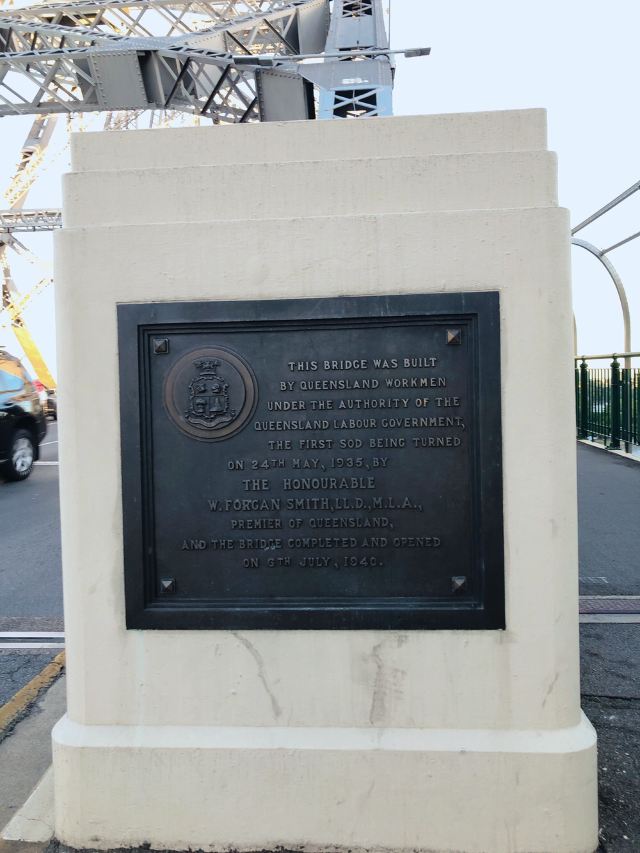 THIS BRIDGE WAS BUILT
BY QUEENSLAND WORKMEN
UNDER THE AUTHORITY OF THE
QUEENSLAND LABOUR GOVERNMENT,
THE FIRST SOD BEING TURNED
ON 24TH MAY, 1935, BY
THE HONOURABLE
W. FORGAN SMITH, LL.D., M.L.A.,
PREMIER OF QUEENSLAND,
AND THE BRIDGE COMPLETED AND OPENED
ON 6TH JULY, 1940.